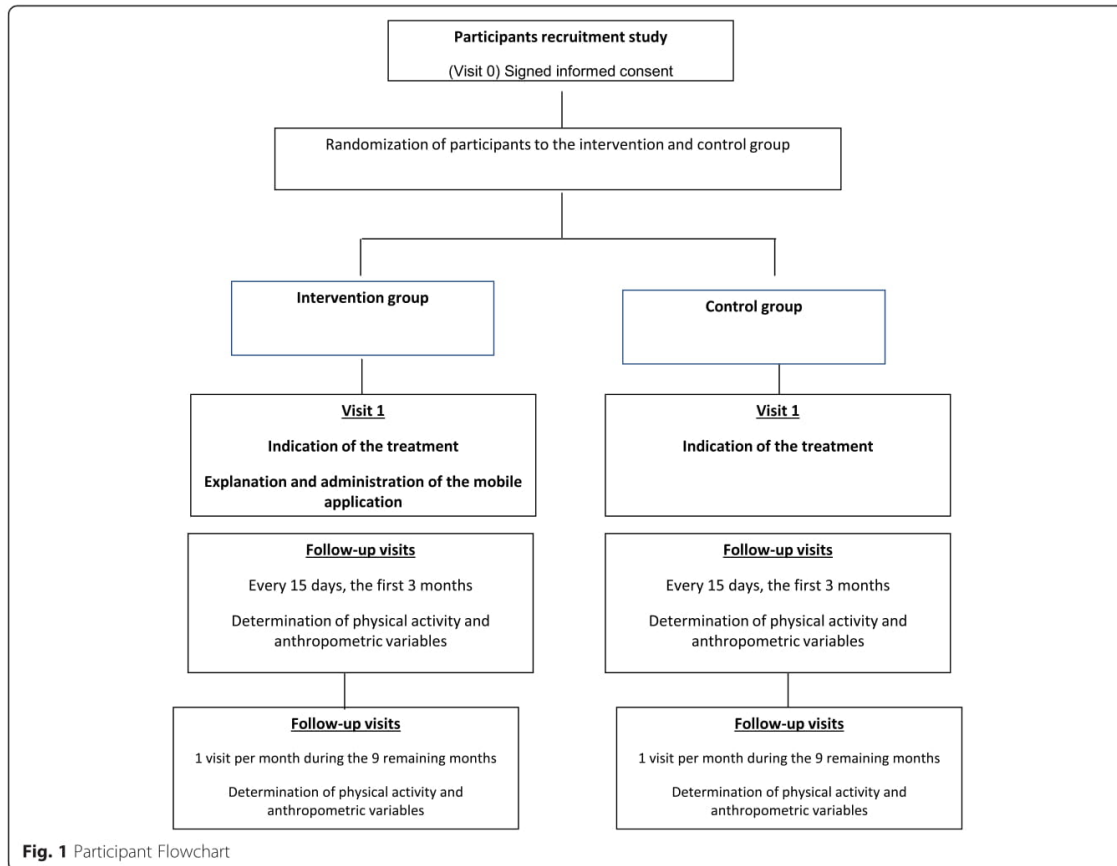 Participants recruitment study
(Visit 0) Signed informed consent
Randomization of participants to the intervention and control group
Intervention group
Control group
Visit 1
Indication of the treatment
Explanation and administration of the mobile
application
Visit 1
Indication of the treatment
Follow-up visits
Every 15 days, the first 3 months
Determination of physical activity and
anthropometric variables
Follow-up visits
Every 15 days, the first 3 months
Determination of physical activity and
anthropometric variables
Follow-up visits
1 visit per month during the 9 remaining months
Determination of physical activity and
anthropometric variables
Follow-up visits
1 visit per month during the 9 remaining months
Determination of physical activity and
anthropometric variables
Fig. 1 Participant Flowchart